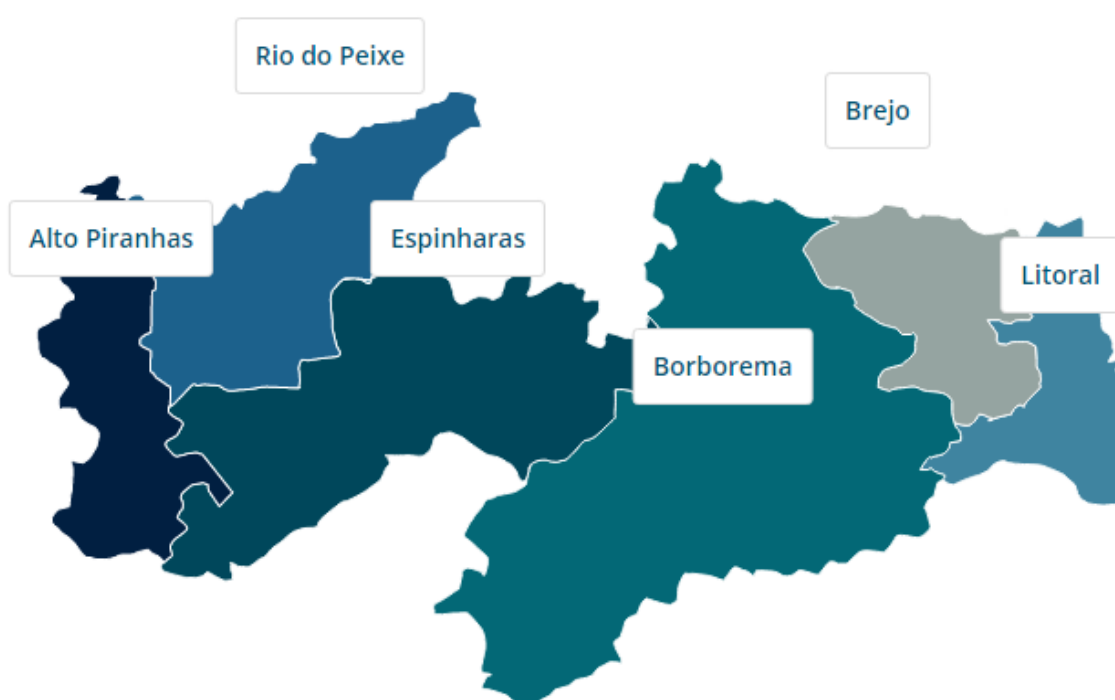 Rio do Peixe
Brejo
Alto Piranhas
Espinharas
Litoral
Borborema